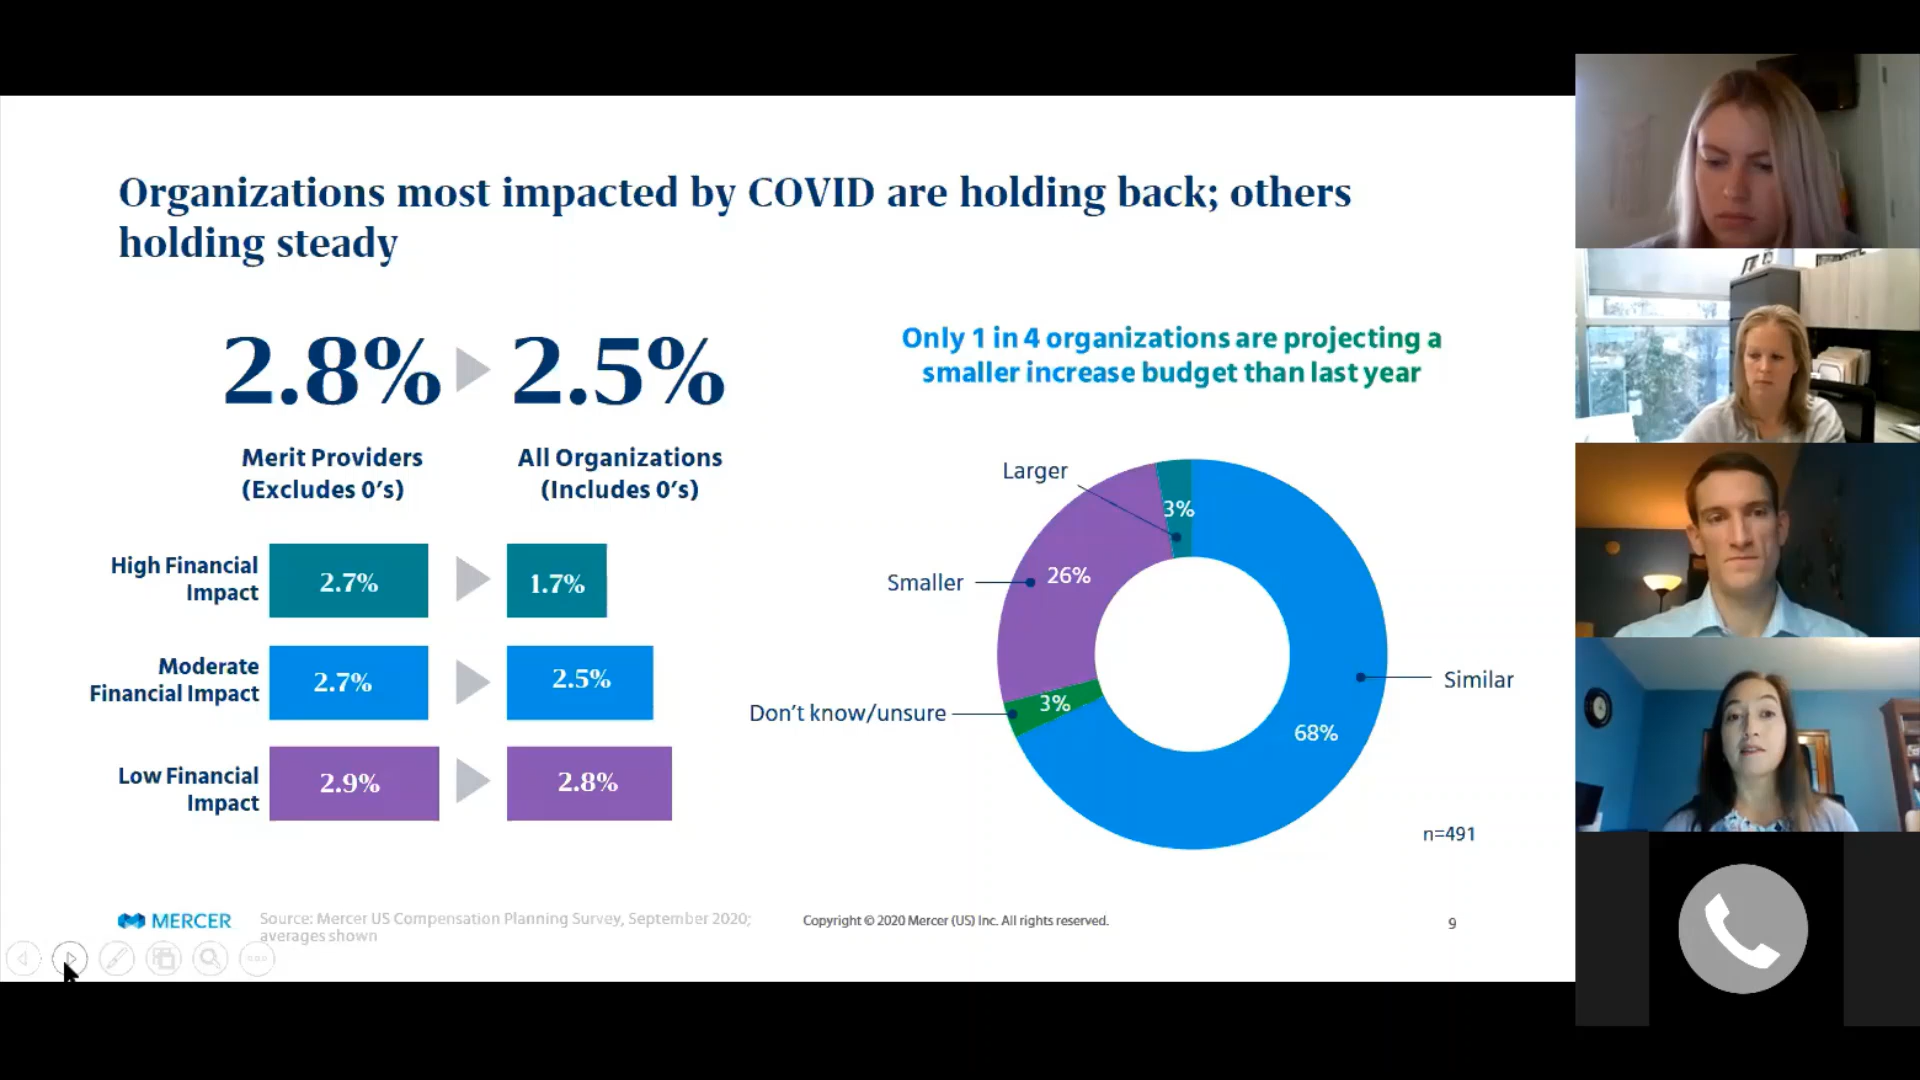 Organizations most impacted by COVID are holding back; others
holding steady
2.8%
2.5%
Merit Providers
(Excludes 0's)
All Organizations
(Includes 0's)
High Financial
Impact
2.7%
1.7%
Moderate
Financial Impact
2.7%
2.5%
Low Financial
Impact
2.9%
2.8%
Only 1 in 4 organizations are projecting a
smaller increase budget than last year
Larger
3%
Smaller
26%
Don't know/unsure
3%
Similar
68%
n=491
MERCER
Source: Mercer US Compensation Planning Survey, September 2020;
averages shown
Copyright © 2020 Mercer (US) Inc. All rights reserved.
9